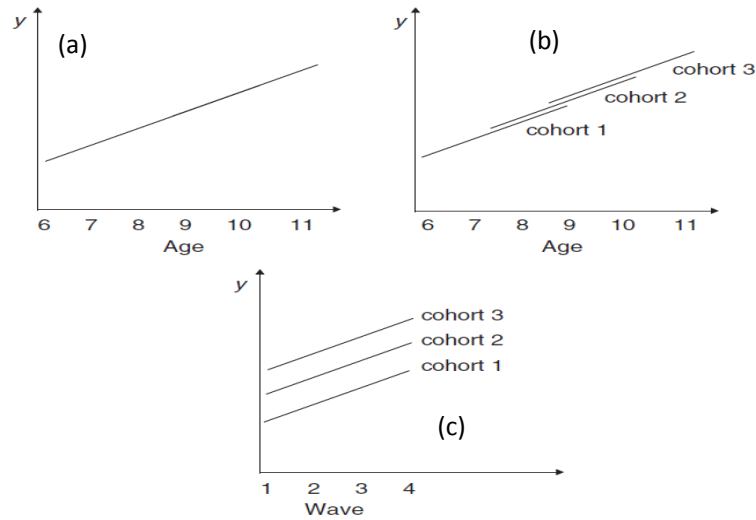 y
(a)
6 7 8 9 10 11
Age
y
(b)
cohort 3
cohort 2
cohort 1
6 7 8 9 10 11
Age
y
cohort 3
cohort 2
cohort 1
(c)
1 2 3 4
Wave